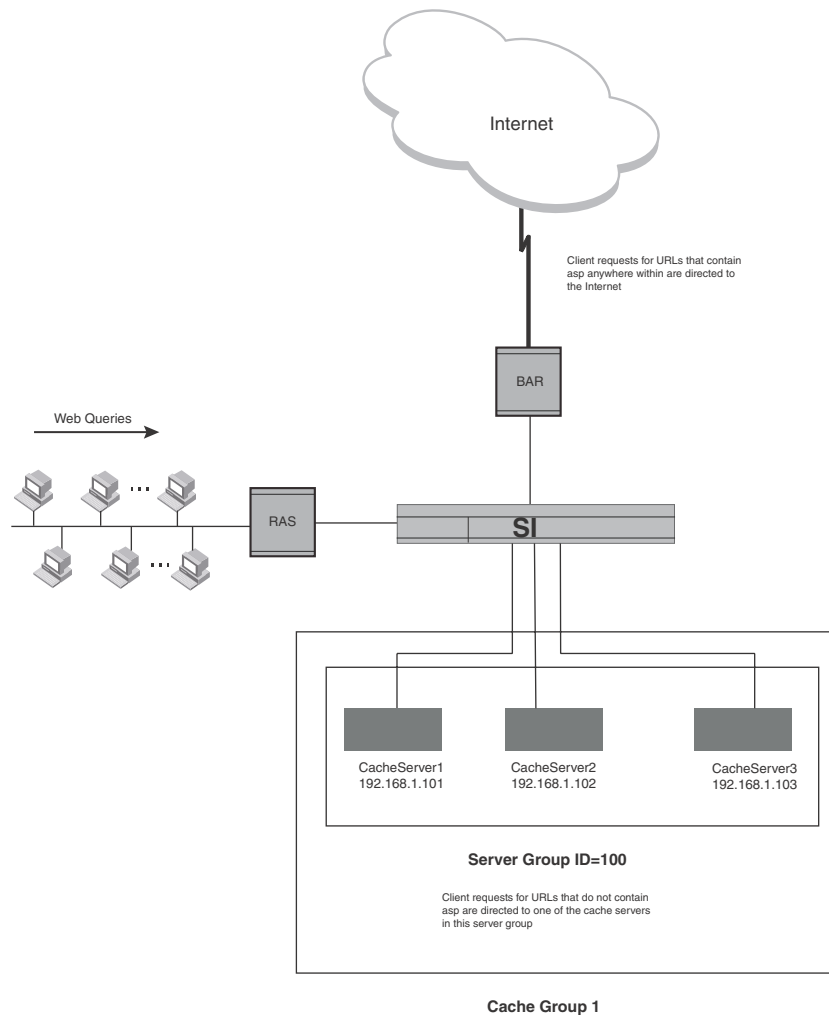 Internet
Client requests for URLs that contain
asp anywhere within are directed to
the Internet
BAR
Web Queries
RAS
SI
CacheServer1
192.168.1.101
CacheServer2
192.168.1.102
CacheServer3
192.168.1.103
Server Group ID=100
Client requests for URLs that do not contain
asp are directed to one of the cache servers
in this server group
Cache Group 1